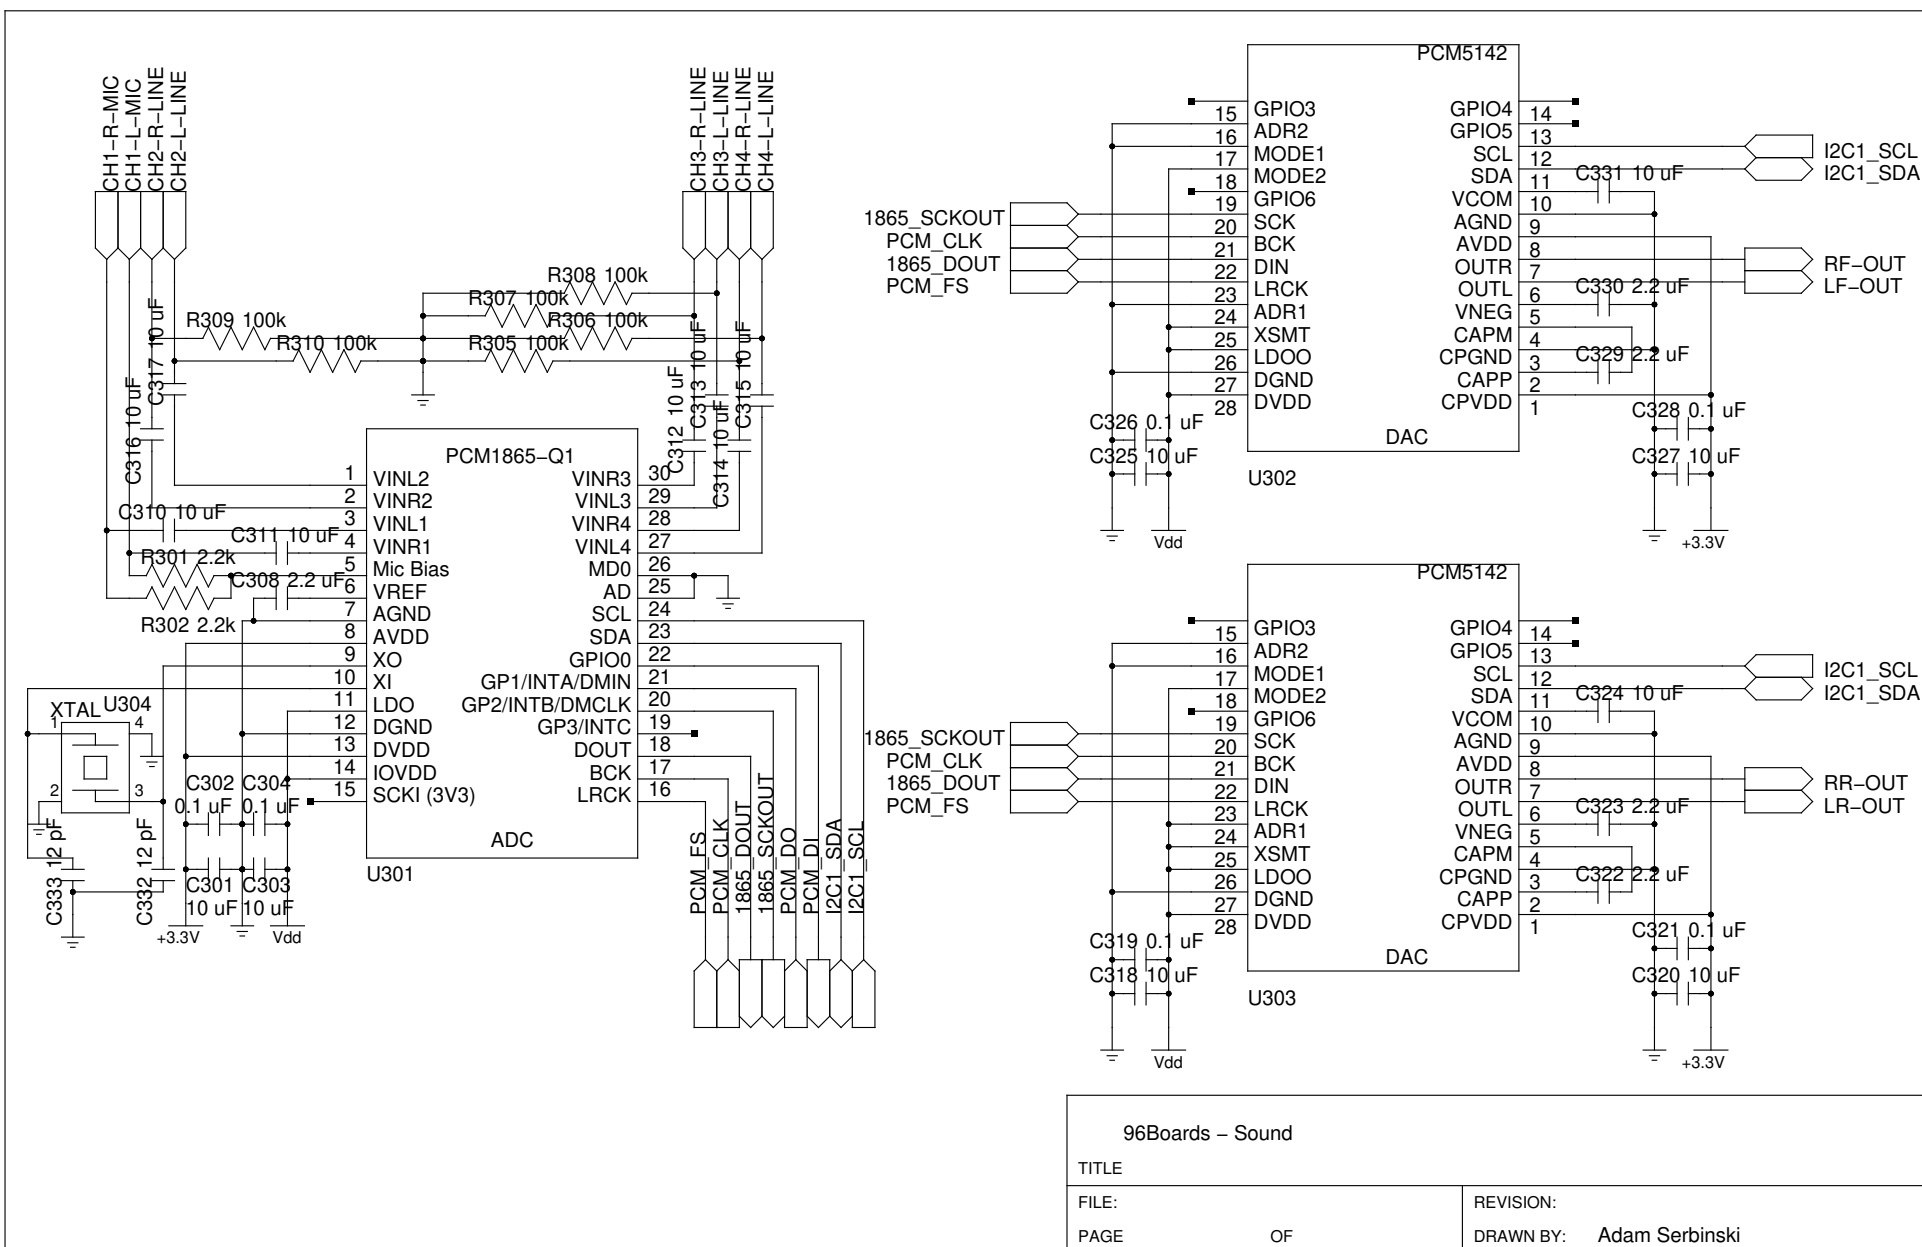 CH1-R-MIC
CH1-L-MIC
CH2-R-LINE
CH2-L-LINE
CH3-R-LINE
CH3-L-LINE
CH4-R-LINE
CH4-L-LINE
R308 100k
R307 100k
R309 100k
R306 100k
R310 100k
R305 100k
C317 10 uF
C316 10 uF
C312 10 uF
C313 10 uF
C314 10 uF
C315 10 uF
C310 10 uF
C311 10 uF
R301 2.2k
C308 2.2 uF
R302 2.2k
PCM1865-Q1
1 VINL2
2 VINR2
3 VINL1
4 VINR1
5 Mic Bias
6 VREF
7 AGND
8 AVDD
9 XO
10 XI
11 LDO
12 DGND
13 DVDD
14 IOVDD
15 SCKI (3V3)
VINR3 30
VINL3 29
VINR4 28
VINL4 27
MD0 26
AD 25
SCL 24
SDA 23
GPIO0 22
GP1/INTA/DMIN 21
GP2/INTB/DMCLK 20
GP3/INTC 19
DOUT 18
BCK 17
LRCK 16
ADC
U301
XTAL U304
1
4
2
3
C302
0.1 uF
C304
0.1 uF
C301
10 uF
C303
10 uF
C333 12 pF
C332 12 pF
+3.3V
Vdd
PCM_FS
PCM_CLK
1865_DOUT
1865_SCKOUT
PCM_DO
PCM_DI
I2C1_SDA
I2C1_SCL
PCM5142
15 GPIO3
16 ADR2
17 MODE1
18 MODE2
19 GPIO6
20 SCK
21 BCK
22 DIN
23 LRCK
24 ADR1
25 XSMT
26 LDOO
27 DGND
28 DVDD
GPIO4 14
GPIO5 13
SCL 12
SDA 11
VCOM 10
AGND 9
AVDD 8
OUTR 7
OUTL 6
VNEG 5
CAPM 4
CPGND 3
CAPP 2
CPVDD 1
DAC
U302
1865_SCKOUT
PCM_CLK
1865_DOUT
PCM_FS
I2C1_SCL
I2C1_SDA
RF-OUT
LF-OUT
C331 10 uF
C330 2.2 uF
C329 2.2 uF
C328 0.1 uF
C327 10 uF
C326 0.1 uF
C325 10 uF
Vdd
+3.3V
PCM5142
15 GPIO3
16 ADR2
17 MODE1
18 MODE2
19 GPIO6
20 SCK
21 BCK
22 DIN
23 LRCK
24 ADR1
25 XSMT
26 LDOO
27 DGND
28 DVDD
GPIO4 14
GPIO5 13
SCL 12
SDA 11
VCOM 10
AGND 9
AVDD 8
OUTR 7
OUTL 6
VNEG 5
CAPM 4
CPGND 3
CAPP 2
CPVDD 1
DAC
U303
1865_SCKOUT
PCM_CLK
1865_DOUT
PCM_FS
I2C1_SCL
I2C1_SDA
RR-OUT
LR-OUT
C324 10 uF
C323 2.2 uF
C322 2.2 uF
C321 0.1 uF
C320 10 uF
C319 0.1 uF
C318 10 uF
Vdd
+3.3V
96Boards – Sound
TITLE
FILE:
REVISION:
PAGE OF
DRAWN BY: Adam Serbinski